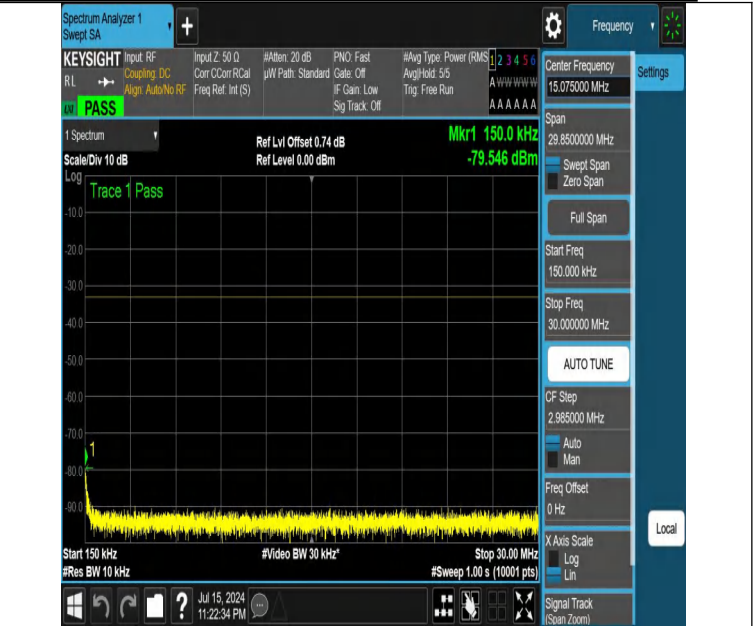 Spectrum Analyzer 1
Swept SA
+
Frequency
KEYSIGHT
RL
PASS
Input: RF
Coupling: DC
Align: Auto/No RF
Input Z: 50 Ω
Corr CCorr RCal
Freq Ref: Int (S)
#Atten: 20 dB
µW Path: Standard
PNO: Fast
Gate: Off
IF Gain: Low
Sig Track: Off
#Avg Type: Power (RMS
Avg|Hold: 5/5
Trig: Free Run
1 2 3 4 5 6
A W W W W W
A A A A A A
1 Spectrum
Scale/Div 10 dB
Ref Lvl Offset 0.74 dB
Ref Level 0.00 dBm
Mkr1 150.0 kHz
-79.546 dBm
Log
Trace 1 Pass
-10.0
-20.0
-30.0
-40.0
-50.0
-60.0
-70.0
1
-80.0
-90.0
Start 150 kHz
#Video BW 30 kHz*
Stop 30.00 MHz
#Res BW 10 kHz
#Sweep 1.00 s (10001 pts)
Center Frequency
15.075000 MHz
Settings
Span
29.8500000 MHz
Swept Span
Zero Span
Full Span
Start Freq
150.000 kHz
Stop Freq
30.000000 MHz
AUTO TUNE
CF Step
2.985000 MHz
Auto
Man
Freq Offset
0 Hz
Local
X Axis Scale
Log
Lin
Signal Track
(Span Zoom)
?
Jul 15, 2024
11:22:34 PM